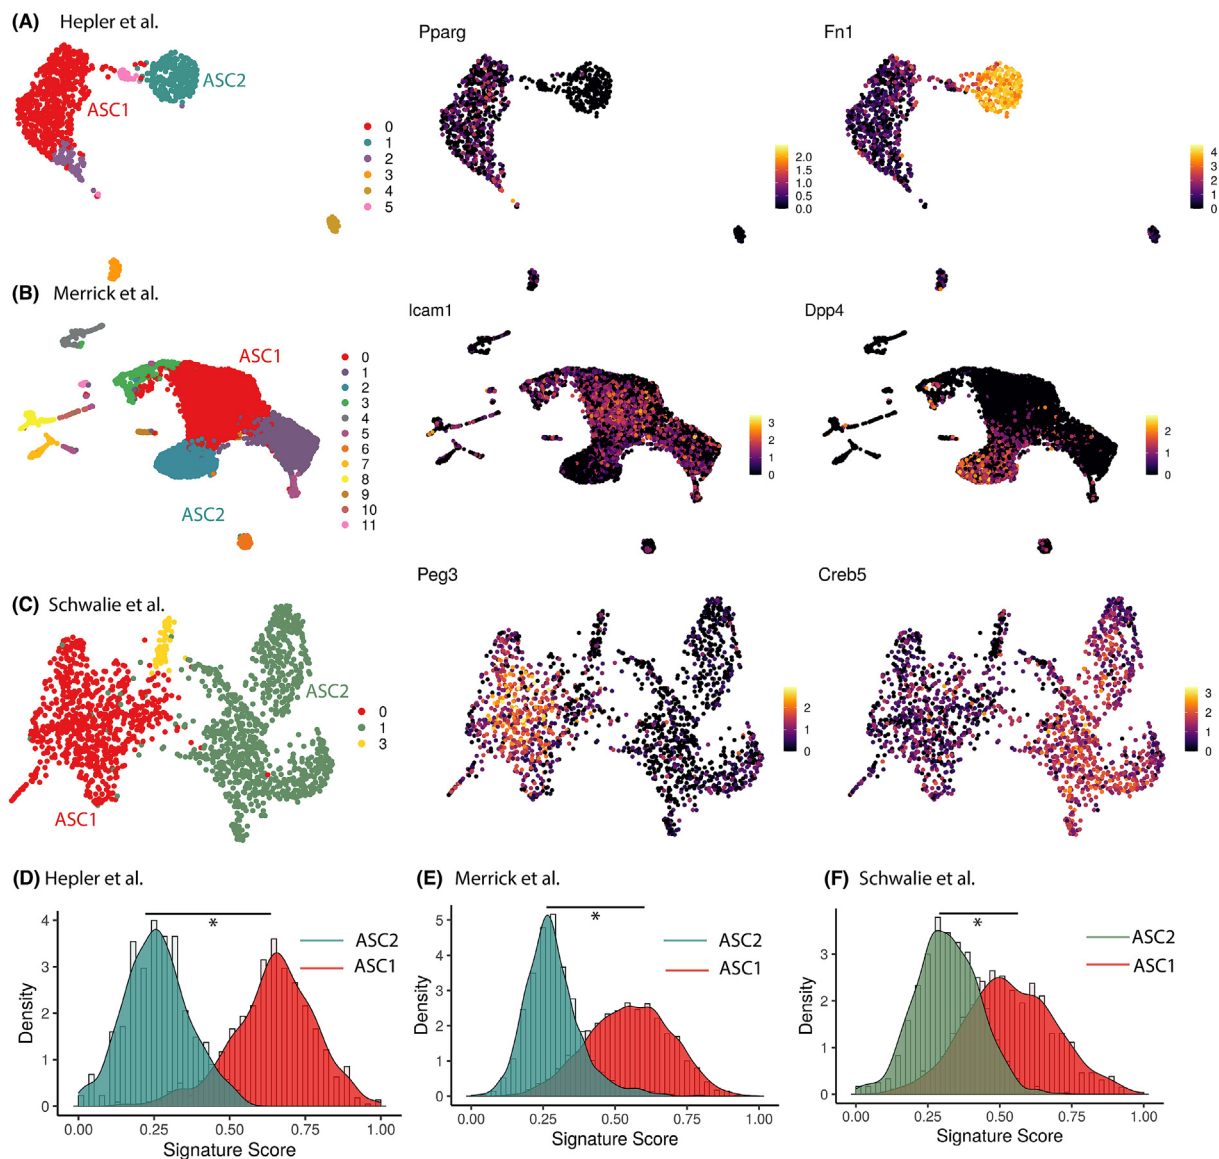 (A) Hepler et al.
Pparg
Fn1
ASC1
ASC2
0
1
2
3
4
5
2.0
1.5
1.0
0.5
0.0
4
3
2
1
0
(B) Merrick et al.
Icam1
Dpp4
ASC1
ASC2
0
1
2
3
4
5
6
7
8
9
10
11
3
2
1
0
2
1
0
(C) Schwalie et al.
Peg3
Creb5
ASC1
ASC2
0
1
3
2
1
0
3
2
1
0
(D) Hepler et al.
4
3
2
1
0
Density
*
ASC2
ASC1
0.00 0.25 0.50 0.75 1.00
Signature Score
(E) Merrick et al.
5
4
3
2
1
0
Density
*
ASC2
ASC1
0.00 0.25 0.50 0.75 1.00
Signature Score
(F) Schwalie et al.
3
2
1
0
Density
*
ASC2
ASC1
0.00 0.25 0.50 0.75 1.00
Signature Score